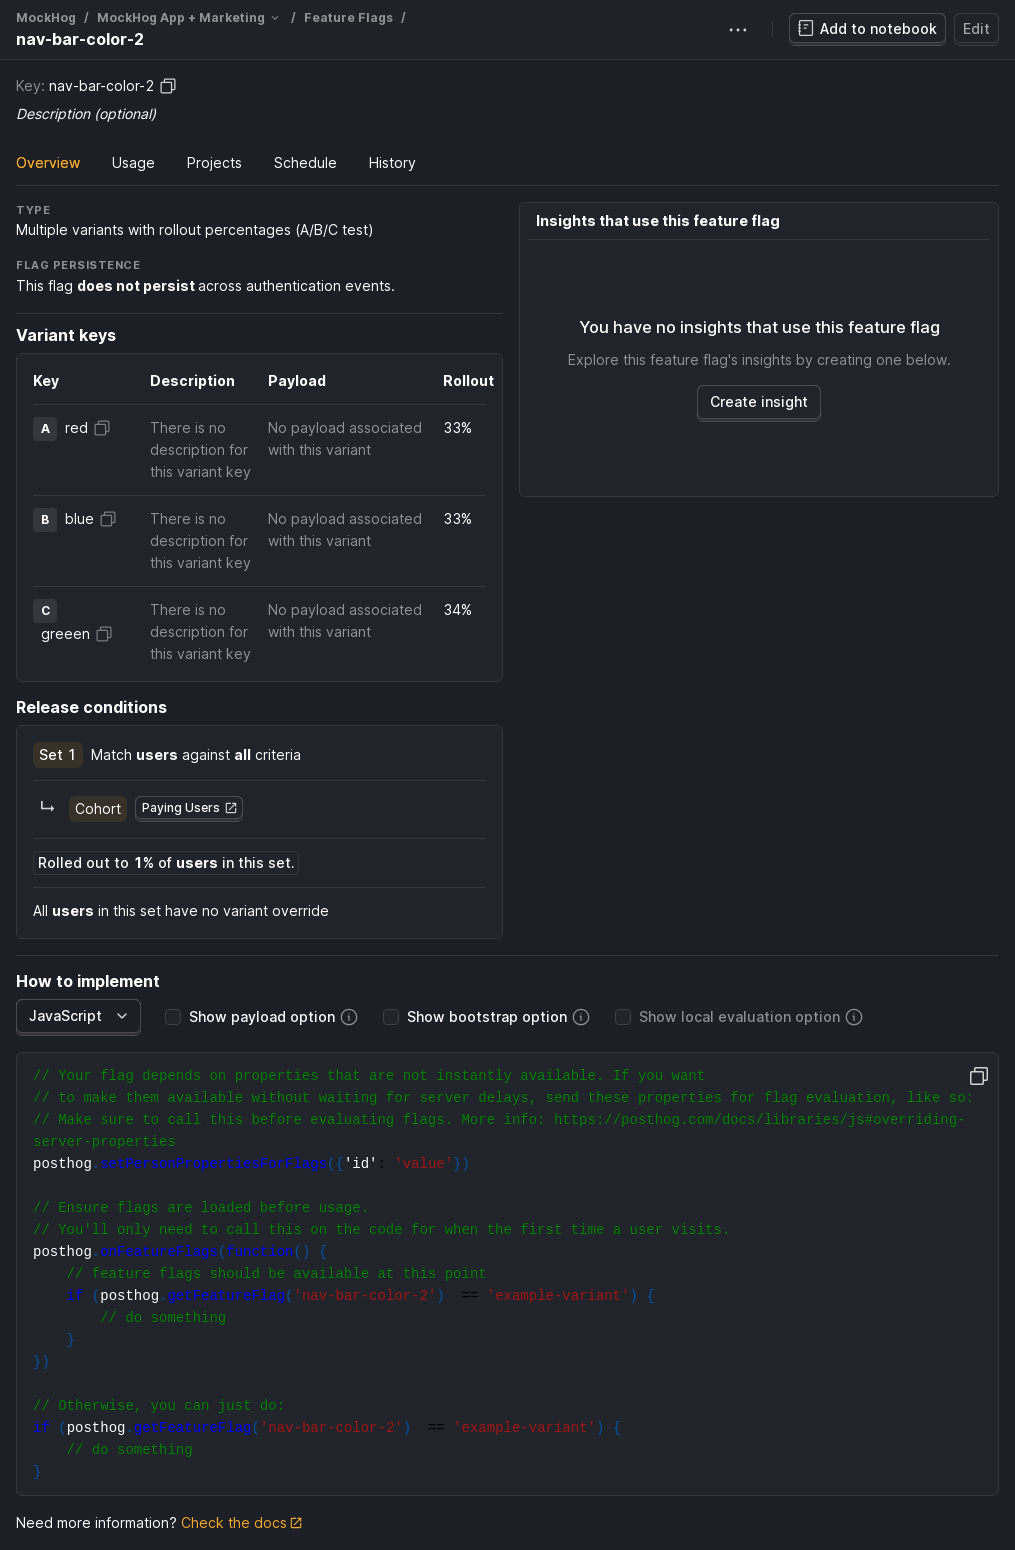 MockHog / MockHog App + Marketing / Feature Flags /
nav-bar-color-2
Add to notebook
Edit
Key: nav-bar-color-2
Description (optional)
Overview Usage Projects Schedule History
TYPE
Multiple variants with rollout percentages (A/B/C test)
FLAG PERSISTENCE
This flag does not persist across authentication events.
Variant keys
Key Description Payload Rollout
A red There is no description for this variant key No payload associated with this variant 33%
B blue There is no description for this variant key No payload associated with this variant 33%
C greeen There is no description for this variant key No payload associated with this variant 34%
Release conditions
Set 1 Match users against all criteria
Cohort Paying Users
Rolled out to 1% of users in this set.
All users in this set have no variant override
Insights that use this feature flag
You have no insights that use this feature flag
Explore this feature flag's insights by creating one below.
Create insight
How to implement
JavaScript Show payload option Show bootstrap option Show local evaluation option
// Your flag depends on properties that are not instantly available. If you want
// to make them available without waiting for server delays, send these properties for flag evaluation, like so:
// Make sure to call this before evaluating flags. More info: https://posthog.com/docs/libraries/js#overriding-
server-properties
posthog.setPersonPropertiesForFlags({'id': 'value'})
// Ensure flags are loaded before usage.
// You'll only need to call this on the code for when the first time a user visits.
posthog.onFeatureFlags(function() {
// feature flags should be available at this point
if (posthog.getFeatureFlag('nav-bar-color-2')  == 'example-variant') {
// do something
}
})
// Otherwise, you can just do:
if (posthog.getFeatureFlag('nav-bar-color-2')  == 'example-variant') {
// do something
}
Need more information? Check the docs